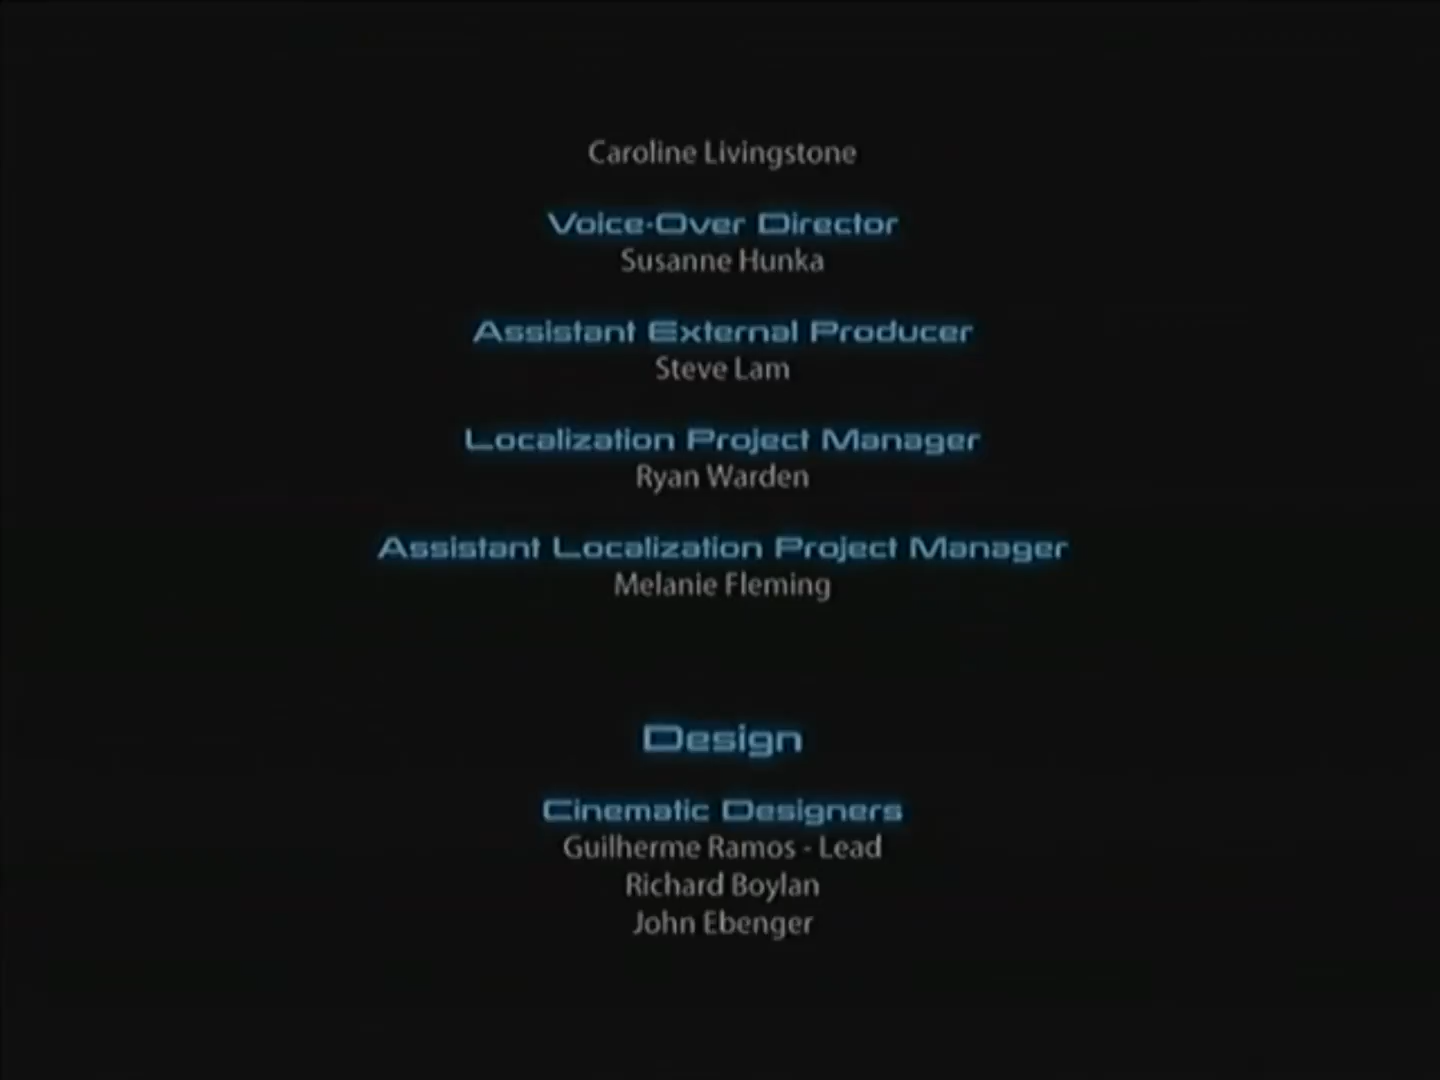 Caroline Livingstone
Voice-Over Director
Susanne Hunka
Assistant External Producer
Steve Lam
Localization Project Manager
Ryan Warden
Assistant Localization Project Manager
Melanie Fleming
Design
Cinematic Designers
Guilherme Ramos - Lead
Richard Boylan
John Ebenger